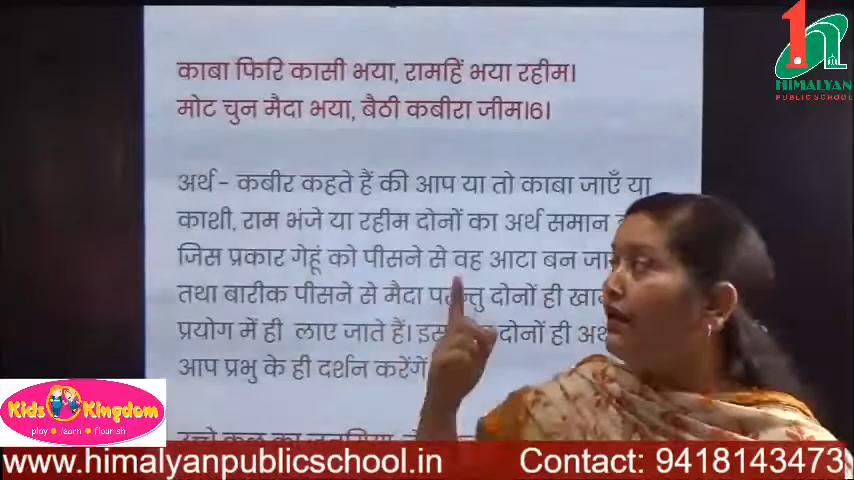 काबा फिरि कासी भया, रामहिं भया रहीम।
मोट चुन मैदा भया, बैठी कबीरा जीम।6।
अर्थ - कबीर कहते हैं की आप या तो काबा जाएँ या
काशी, राम भंजे या रहीम दोनों का अर्थ समान
जिस प्रकार गेहूं को पीसने से वह आटा बन
तथा बारीक पीसने से मैदा परन्तु दोनों ही
प्रयोग में ही लाए जाते हैं। दोनों ही
आप प्रभु के ही दर्शन करेंगें
HIMALYAN
PUBLIC SCHOOL
Kids Kingdom
play learn flourish
www.himalyanpublicschool.in Contact: 9418143473